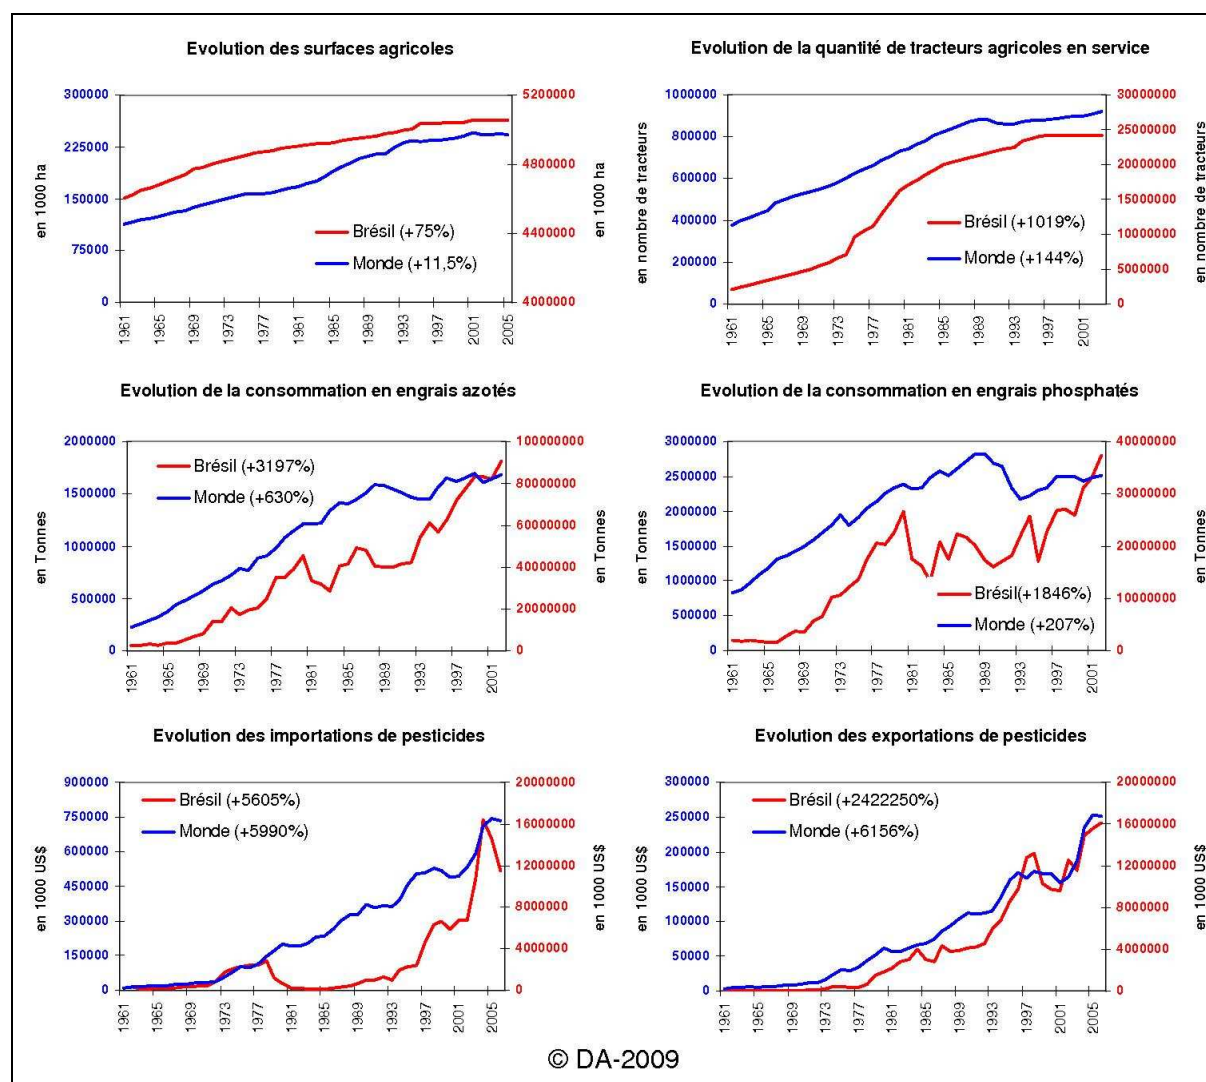 Evolution des surfaces agricoles
300000
225000
150000
75000
0
en 1000 ha
5200000
4800000
4400000
4000000
en 1000 ha
Brésil (+75%)
Monde (+11,5%)
1961 1965 1969 1973 1977 1981 1985 1989 1993 1997 2001 2005
Evolution de la quantité de tracteurs agricoles en service
1000000
800000
600000
400000
200000
0
en nombre de tracteurs
30000000
25000000
20000000
15000000
10000000
5000000
0
en nombre de tracteurs
Brésil (+1019%)
Monde (+144%)
1961 1965 1969 1973 1977 1981 1985 1989 1993 1997 2001
Evolution de la consommation en engrais azotés
2000000
1500000
1000000
500000
0
en Tonnes
100000000
80000000
60000000
40000000
20000000
0
en Tonnes
Brésil (+3197%)
Monde (+630%)
1961 1965 1969 1973 1977 1981 1985 1989 1993 1997 2001
Evolution de la consommation en engrais phosphatés
3000000
2500000
2000000
1500000
1000000
500000
0
en Tonnes
40000000
30000000
20000000
10000000
0
en Tonnes
Brésil(+1846%)
Monde (+207%)
1961 1965 1969 1973 1977 1981 1985 1989 1993 1997 2001
Evolution des importations de pesticides
900000
750000
600000
450000
300000
150000
0
en 1000 US$
20000000
16000000
12000000
8000000
4000000
0
en 1000 US$
Brésil (+5605%)
Monde (+5990%)
1961 1965 1969 1973 1977 1981 1985 1989 1993 1997 2001 2005
Evolution des exportations de pesticides
300000
250000
200000
150000
100000
50000
0
en 1000 US$
20000000
16000000
12000000
8000000
4000000
0
en 1000 US$
Brésil (+2422250%)
Monde (+6156%)
1961 1965 1969 1973 1977 1981 1985 1989 1993 1997 2001 2005
© DA-2009